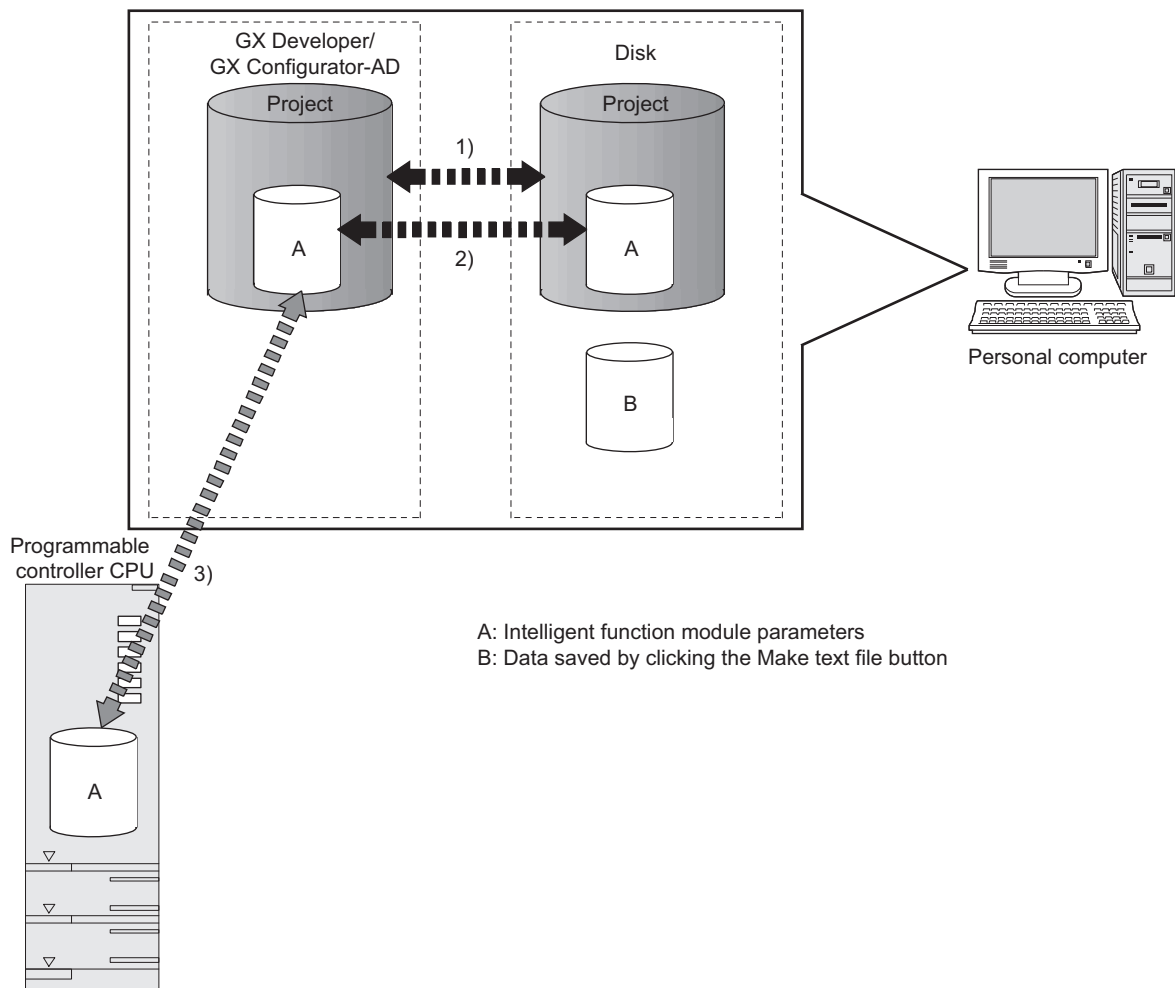 GX Developer/
GX Configurator-AD
Disk
Project
Project
1)
A
2)
A
B
Personal computer
Programmable
controller CPU
3)
A: Intelligent function module parameters
B: Data saved by clicking the Make text file button
A